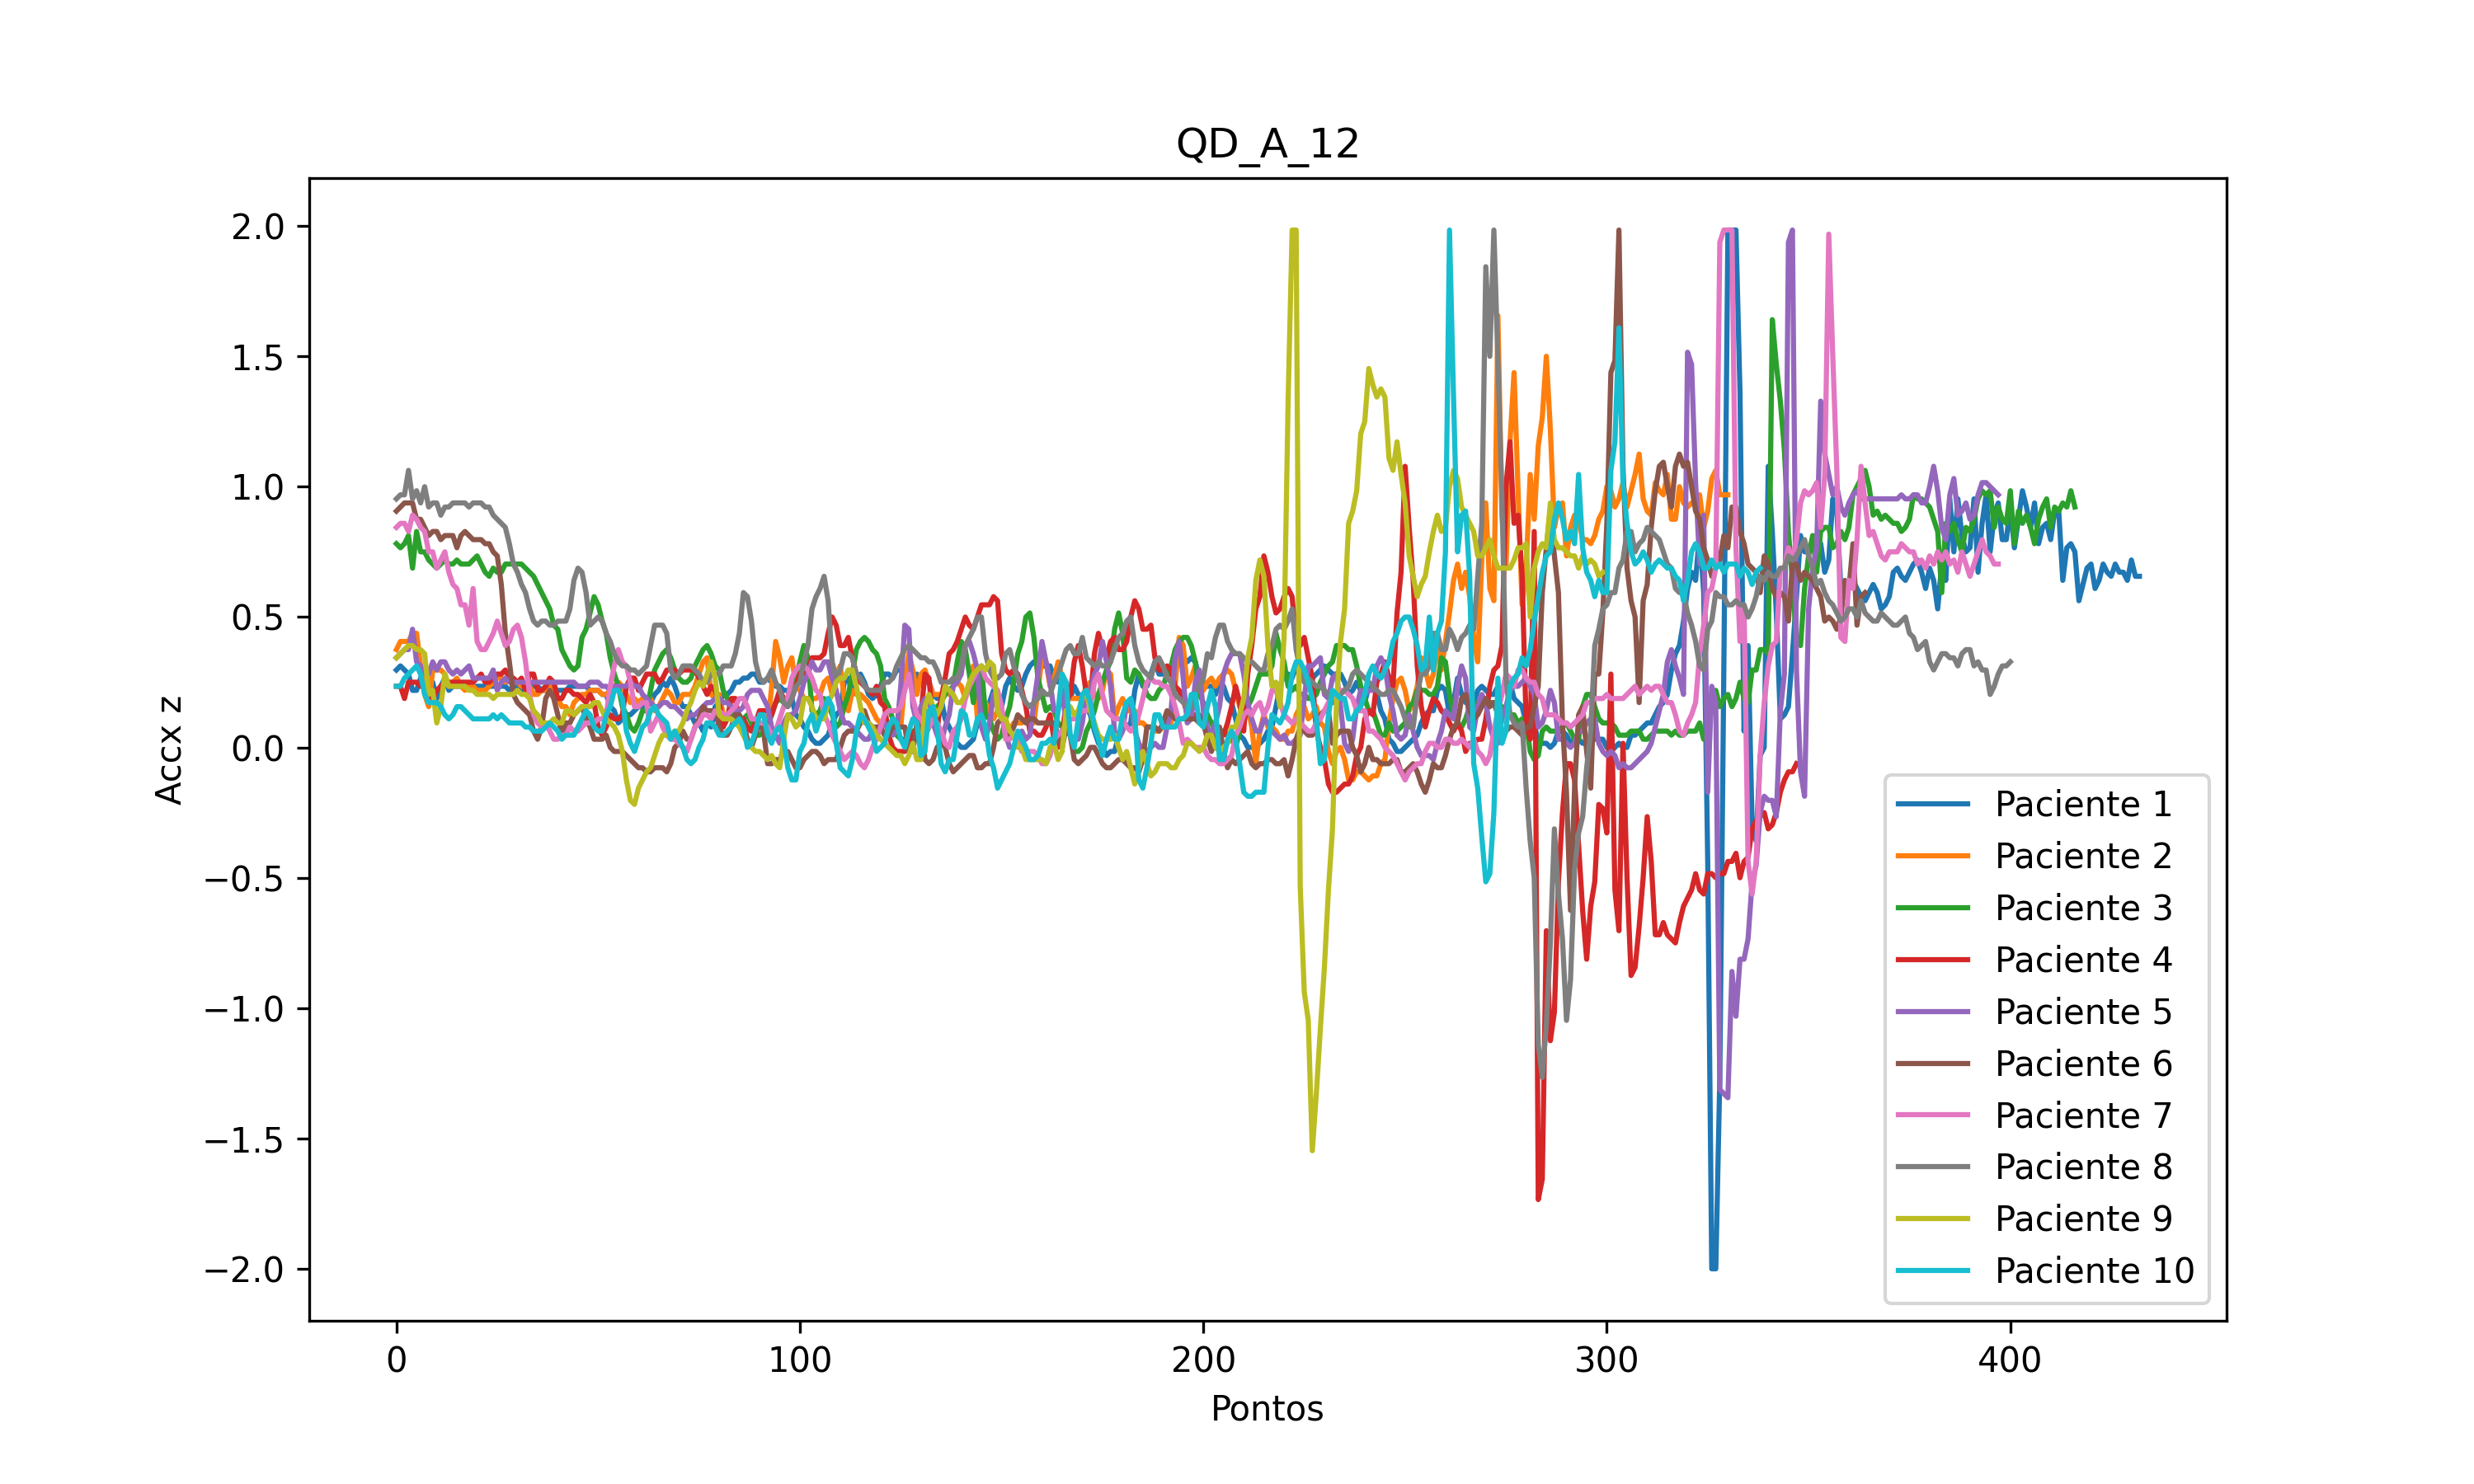 QD_A_12
Accx z
2.0
1.5
1.0
0.5
0.0
−0.5
−1.0
−1.5
−2.0
0
100
200
300
400
Pontos
Paciente 1
Paciente 2
Paciente 3
Paciente 4
Paciente 5
Paciente 6
Paciente 7
Paciente 8
Paciente 9
Paciente 10